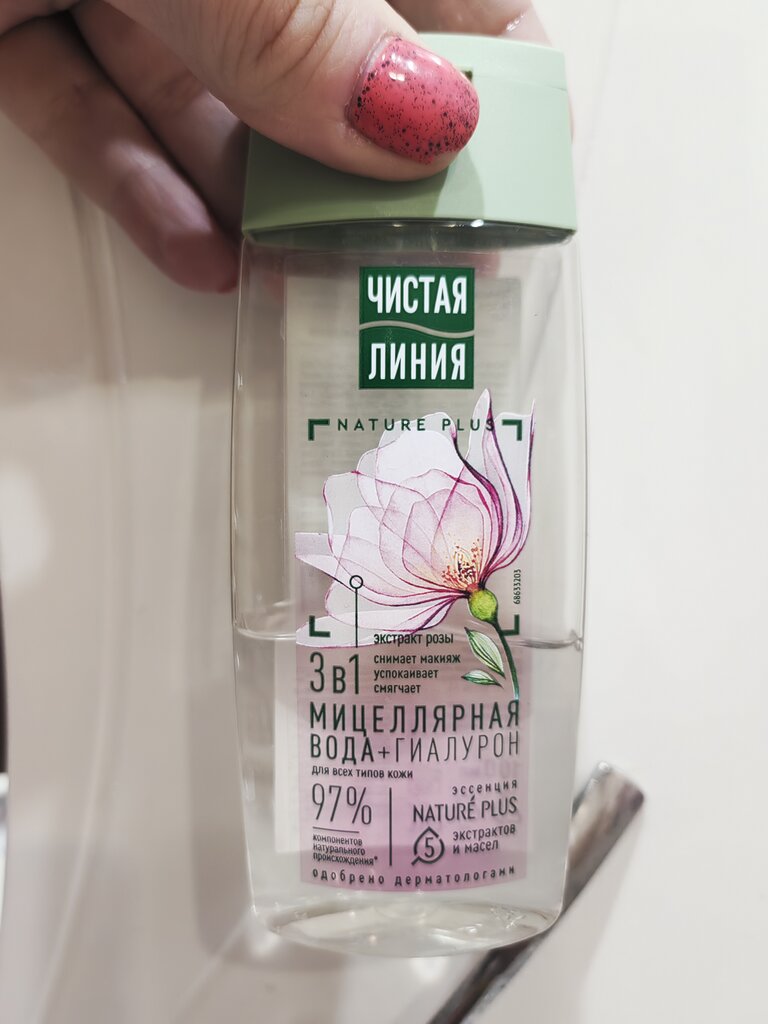 ЧИСТАЯ
ЛИНИЯ
NATURE PLUS
68633203
экстракт розы
3в1
снимает макияж
успокаивает
смягчает
МИЦЕЛЛЯРНАЯ
ВОДА+ГИАЛУРОН
для всех типов кожи
97%
компонентов
натурального
происхождения*
эссенция
NATURÉ PLUS
5 экстрактов
и масел
одобрено дерматологами